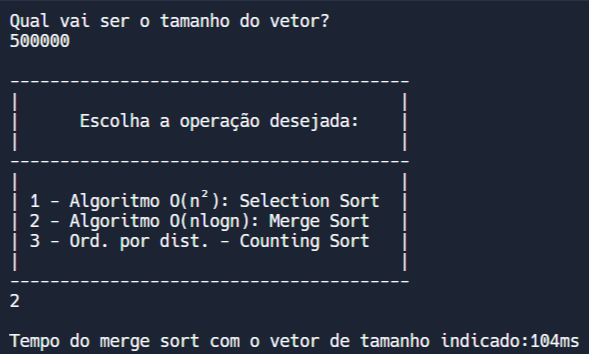 Qual vai ser o tamanho do vetor?
500000
----------------------------------------
|                                      |
|      Escolha a operação desejada:    |
|                                      |
----------------------------------------
|                                      |
| 1 - Algoritmo O(n²): Selection Sort  |
| 2 - Algoritmo O(nlogn): Merge Sort   |
| 3 - Ord. por dist. - Counting Sort   |
|                                      |
----------------------------------------
2
Tempo do merge sort com o vetor de tamanho indicado:104ms